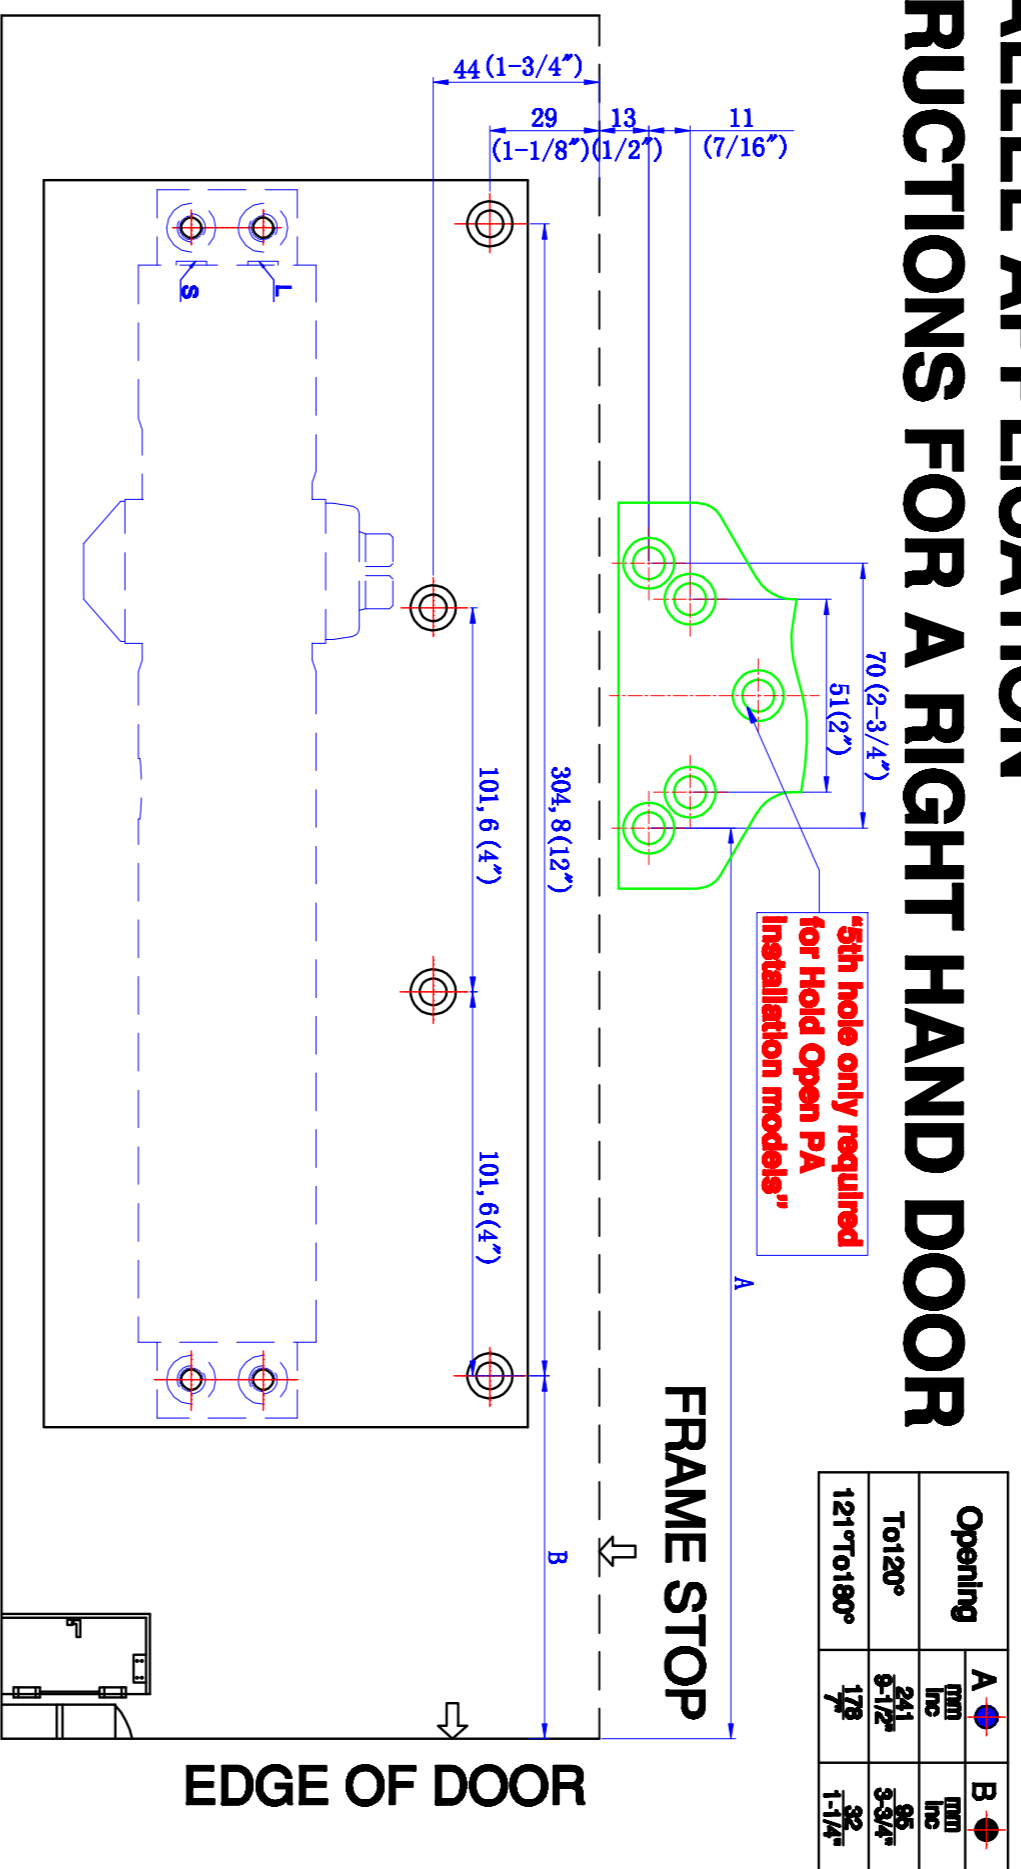 RUCTIONS FOR A RIGHT HAND DOOR
Opening
A
B
mm
inc
mm
inc
To120°
241
9-1/2"
95
3-3/4"
121°To180°
178
7"
32
1-1/4"
44 (1-3/4")
29
(1-1/8")
13
(1/2")
11
(7/16")
70 (2-3/4")
51(2")
"5th hole only required
for Hold Open PA
installation models"
A
FRAME STOP
304,8(12")
101,6 (4")
101,6(4")
B
L
S
EDGE OF DOOR